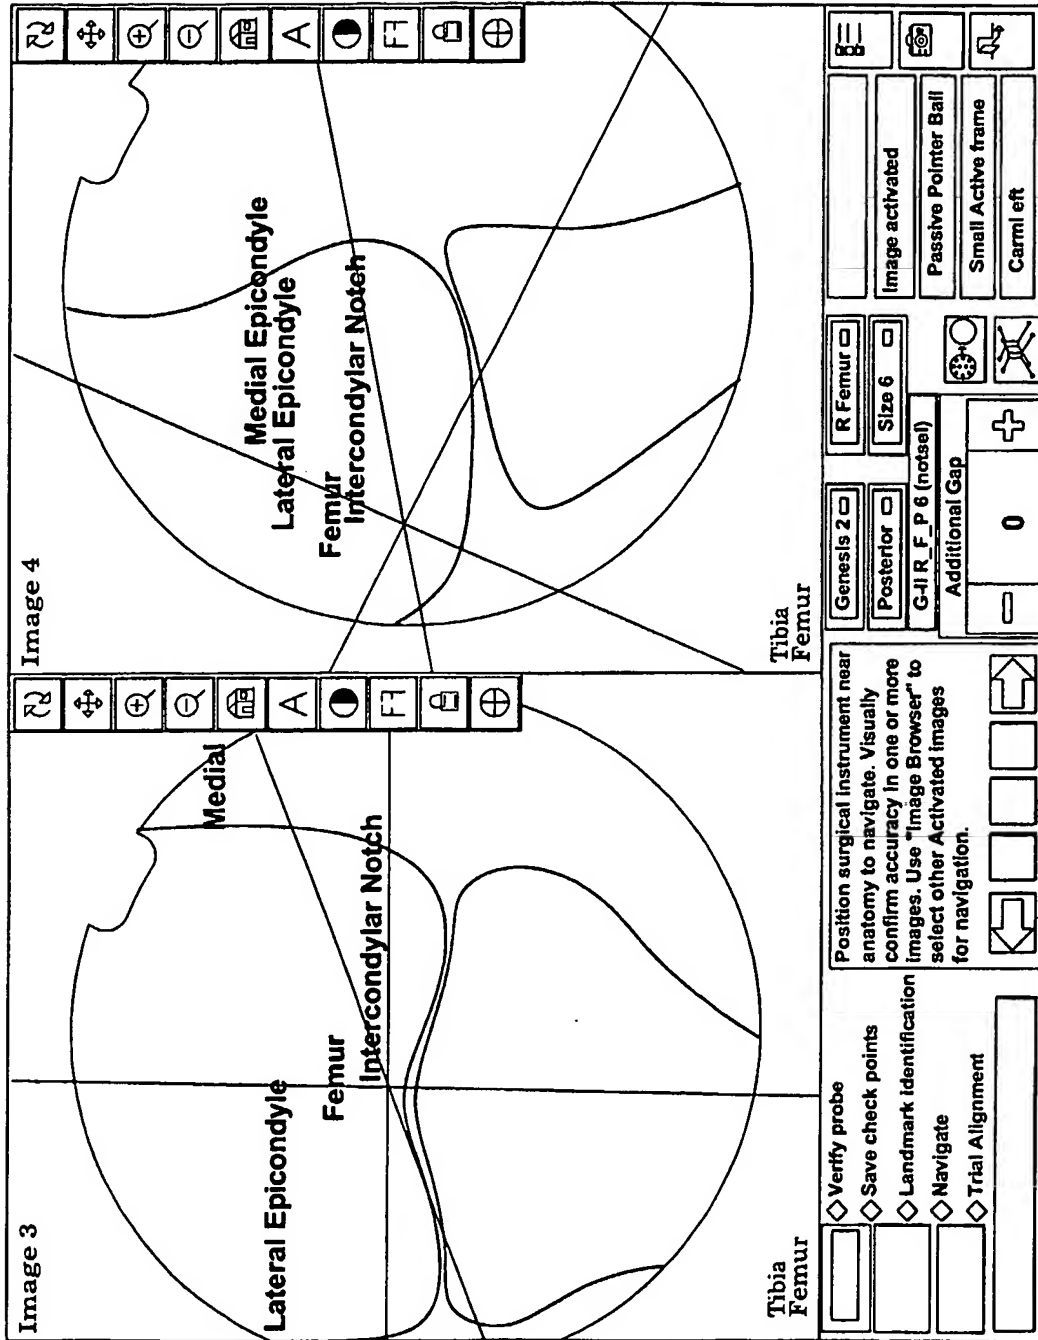 Image 3
Medial
Lateral Epicondyle
Femur
Intercondylar Notch
Tibia
Femur
Image 4
Medial Epicondyle
Lateral Epicondyle
Femur
Intercondylar Notch
Tibia
Femur
A
A
Verify probe
Save check points
Landmark identification
Navigate
Trial Alignment
Position surgical instrument near
anatomy to navigate. Visually
confirm accuracy in one or more
images. Use "Image Browser" to
select other Activated images
for navigation.
Genesis 2
R Femur
Posterior
Size 6
G-II R_F_P 6 (notsel)
Additional Gap
0
Image activated
Passive Pointer Ball
Small Active frame
Carml eft